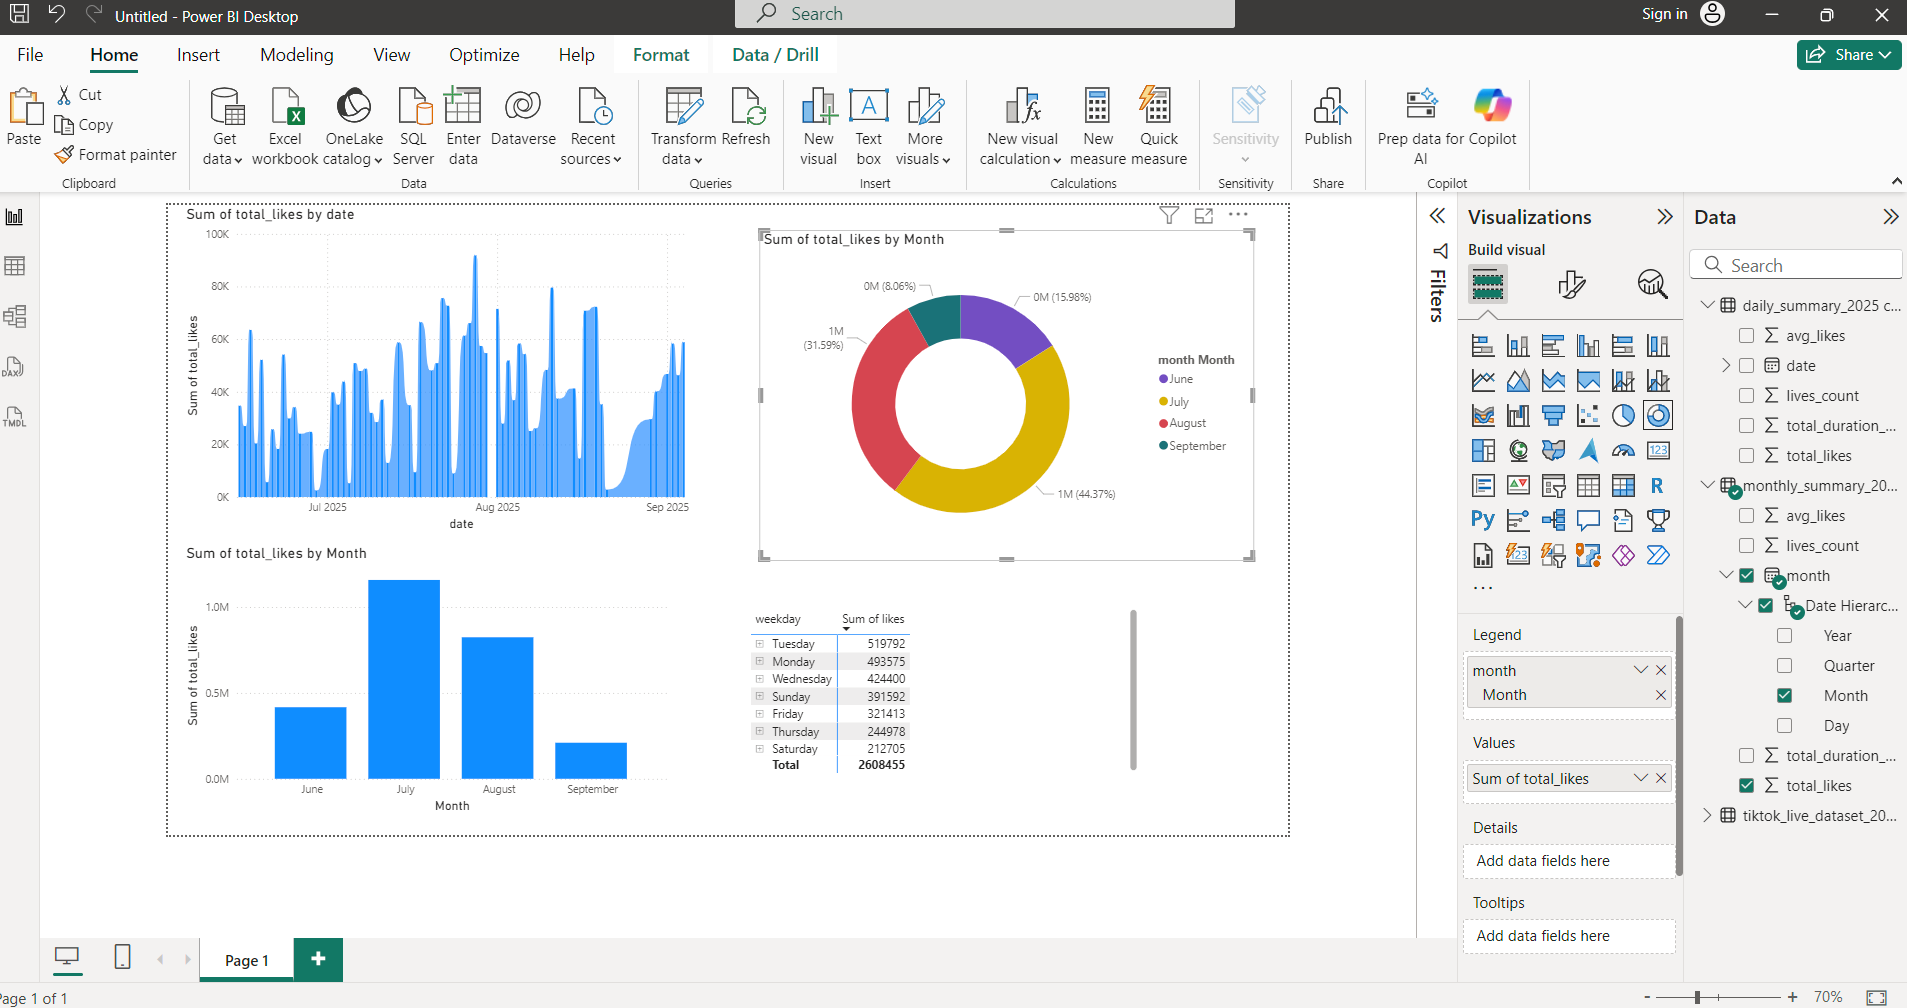 Untitled - Power BI Desktop
Search
Sign in
File
Home
Insert
Modeling
View
Optimize
Help
Format
Data / Drill
Share
Paste
Cut
Copy
Format painter
Clipboard
Get data
Excel workbook
OneLake catalog
SQL Server
Enter data
Dataverse
Recent sources
Data
Transform data
Refresh
Queries
New visual
Text box
More visuals
Insert
New visual calculation
New measure
Quick measure
Calculations
Sensitivity
Sensitivity
Publish
Share
Prep data for AI
Copilot
Copilot
DAX
TMDL
Sum of total_likes by date
Sum of total_likes
100K
80K
60K
40K
20K
0K
Jul 2025
Aug 2025
Sep 2025
date
Sum of total_likes by Month
0M (8.06%)
0M (15.98%)
1M
(31.59%)
1M (44.37%)
month Month
June
July
August
September
Sum of total_likes by Month
Sum of total_likes
1.0M
0.5M
0.0M
June
July
August
September
Month
weekday Sum of likes
Tuesday 519792
Monday 493575
Wednesday 424400
Sunday 391592
Friday 321413
Thursday 244978
Saturday 212705
Total 2608455
Filters
Visualizations
Build visual
123
R
Py
123
Legend
month
Month
Values
Sum of total_likes
Details
Add data fields here
Tooltips
Add data fields here
Data
Search
daily_summary_2025 c...
avg_likes
date
lives_count
total_duration_...
total_likes
monthly_summary_20...
avg_likes
lives_count
month
Date Hierarc...
Year
Quarter
Month
Day
total_duration_...
total_likes
tiktok_live_dataset_20...
Page 1
Page 1 of 1
70%